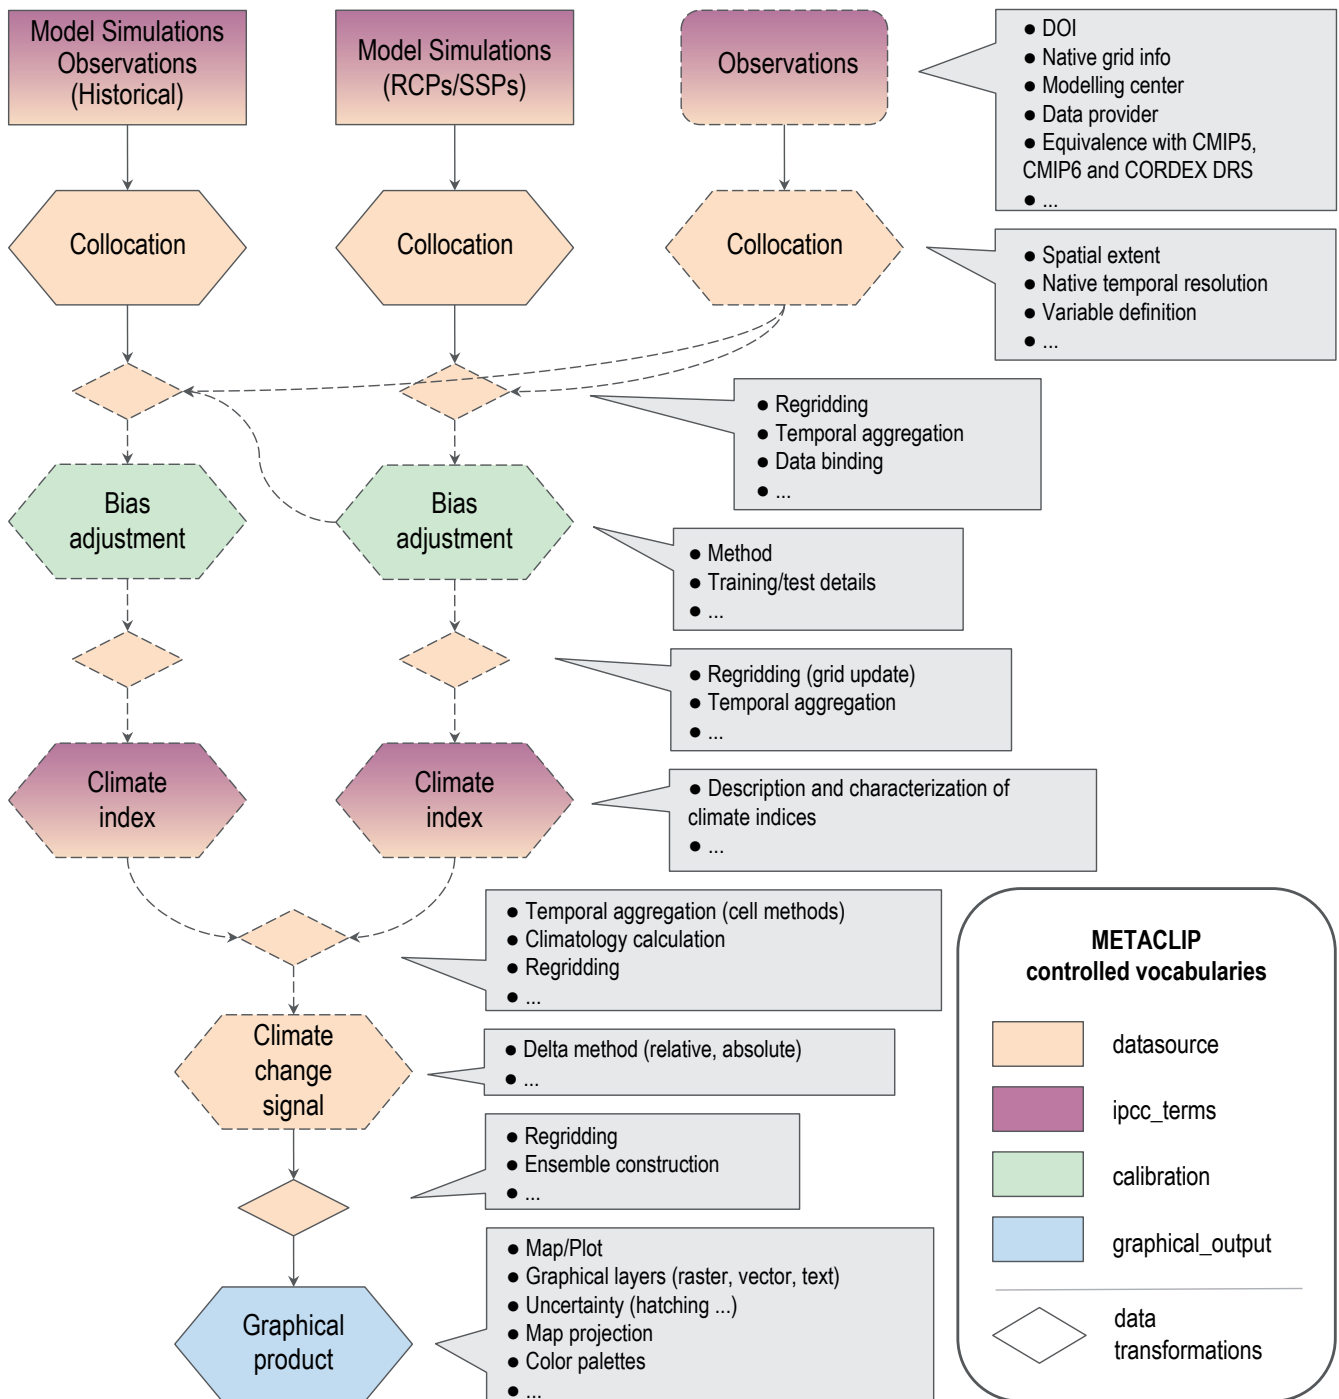 Model Simulations
Observations
(Historical)
Model Simulations
(RCPs/SSPs)
Observations
● DOI
● Native grid info
● Modelling center
● Data provider
● Equivalence with CMIP5,
CMIP6 and CORDEX DRS
● ...
Collocation
Collocation
Collocation
● Spatial extent
● Native temporal resolution
● Variable definition
● ...
● Regridding
● Temporal aggregation
● Data binding
● ...
Bias
adjustment
Bias
adjustment
● Method
● Training/test details
● ...
● Regridding (grid update)
● Temporal aggregation
● ...
Climate
index
Climate
index
● Description and characterization of
climate indices
● ...
● Temporal aggregation (cell methods)
● Climatology calculation
● Regridding
● ...
Climate
change
signal
● Delta method (relative, absolute)
● ...
● Regridding
● Ensemble construction
● ...
Graphical
product
● Map/Plot
● Graphical layers (raster, vector, text)
● Uncertainty (hatching ...)
● Map projection
● Color palettes
● ...
METACLIP
controlled vocabularies
datasource
ipcc_terms
calibration
graphical_output
data
transformations